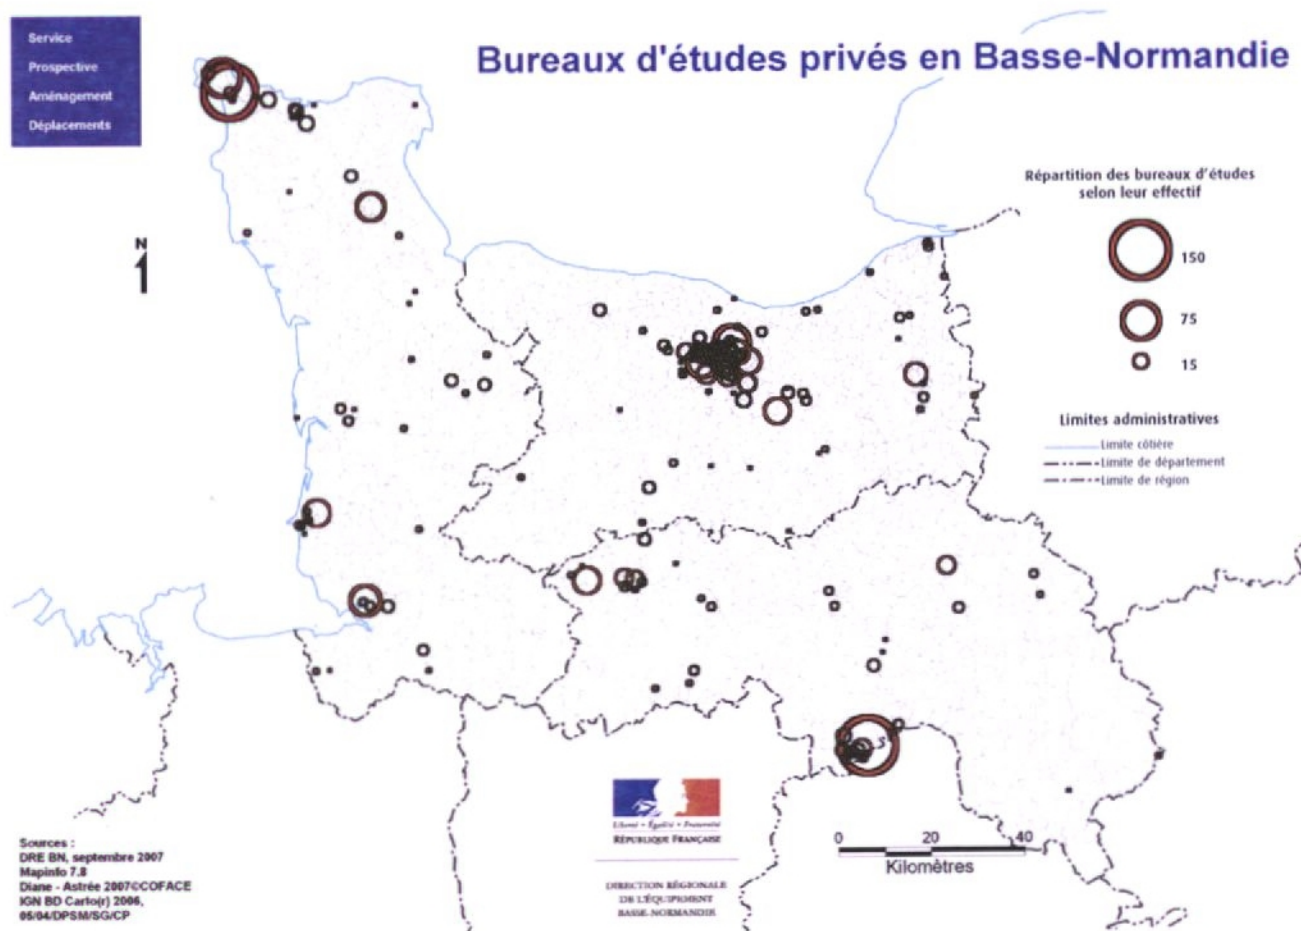 Service
Prospective
Aménagement
Déplacements
Bureaux d'études privés en Basse-Normandie
N
Répartition des bureaux d'études
selon leur effectif
150
75
15
Limites administratives
Limite côtière
Limite de département
Limite de région
Liberté • Égalité • Fraternité
RÉPUBLIQUE FRANÇAISE
DIRECTION RÉGIONALE
DE L'ÉQUIPEMENT
BASSE-NORMANDIE
0 20 40
Kilomètres
Sources :
DRE BN, septembre 2007
Mapinfo 7.8
Diane - Astrée 2007©COFACE
IGN BD Carto(r) 2006,
05/04/DPSM/SG/CP